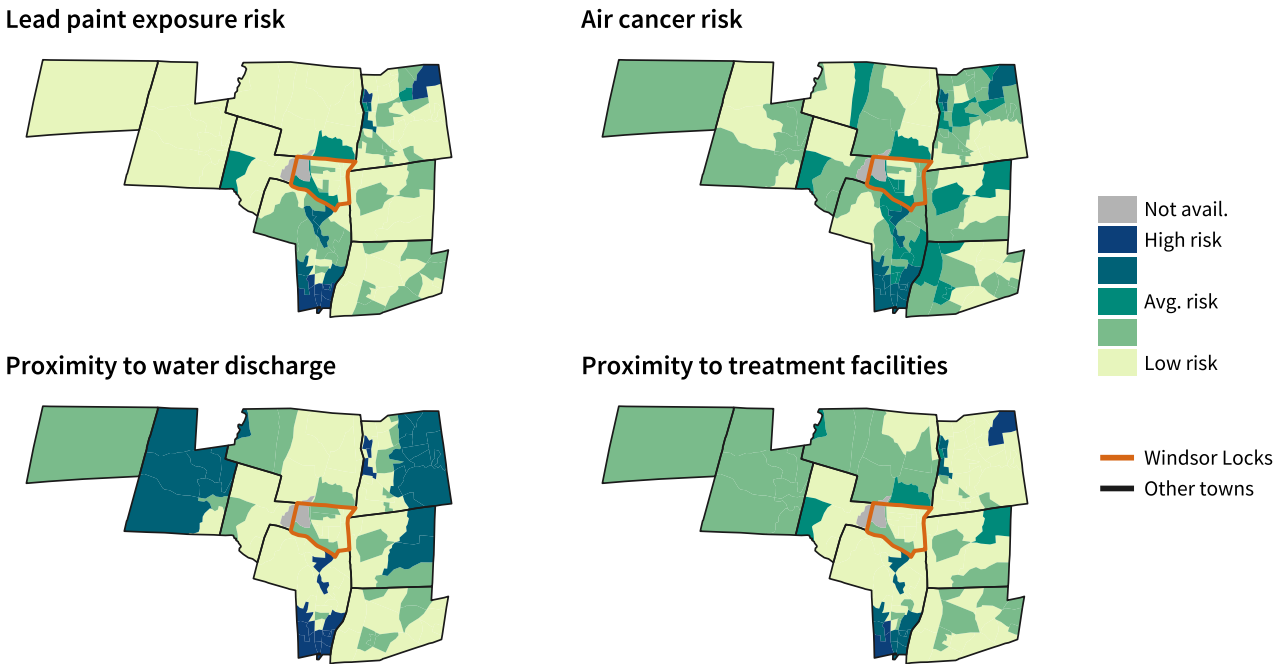 Lead paint exposure risk
Air cancer risk
Not avail.
High risk
Avg. risk
Low risk
Proximity to water discharge
Proximity to treatment facilities
Windsor Locks
Other towns